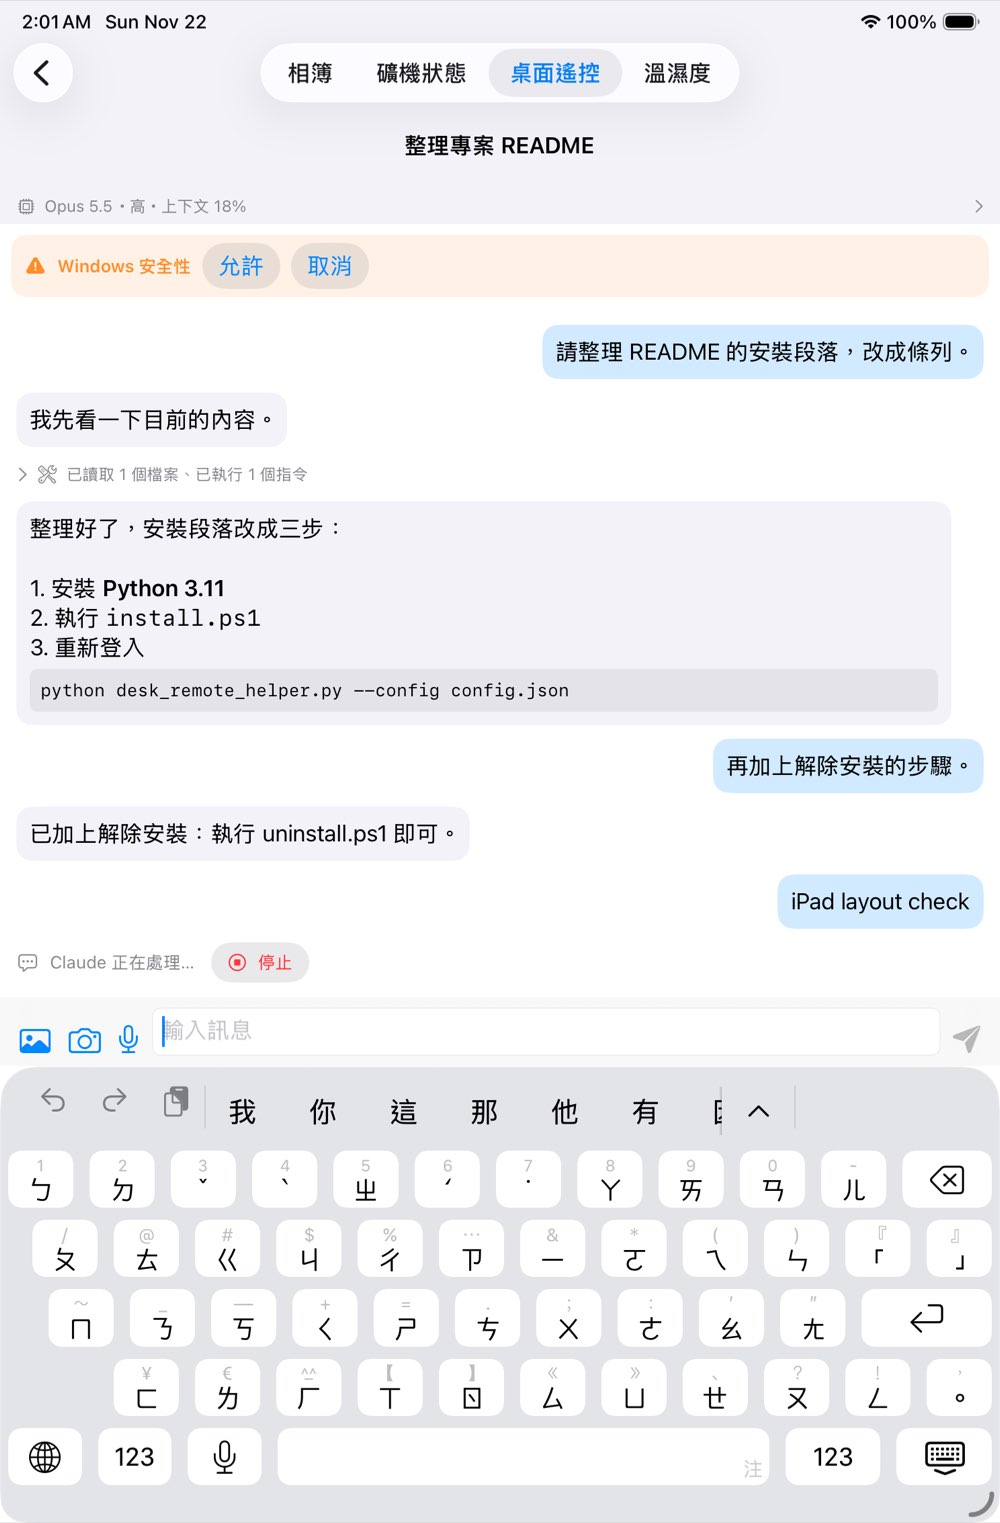 2:01 AM Sun Nov 22
100%
相簿 礦機狀態 桌面遙控 溫濕度
整理專案 README
Opus 5.5・高・上下文 18%
Windows 安全性 允許 取消
請整理 README 的安裝段落，改成條列。
我先看一下目前的內容。
已讀取 1 個檔案、已執行 1 個指令
整理好了，安裝段落改成三步：
1. 安裝 Python 3.11
2. 執行 install.ps1
3. 重新登入
python desk_remote_helper.py --config config.json
再加上解除安裝的步驟。
已加上解除安裝：執行 uninstall.ps1 即可。
iPad layout check
Claude 正在處理... 停止
輸入訊息
我 你 這 那 他 有
1 2 3 4 5 6 7 8 9 0 -
ㄅ ㄉ ˇ ˋ ㄓ ˊ ˙ ㄚ ㄞ ㄢ ㄦ
/ @ # $ % … & * ( ) 『 』
ㄆ ㄊ ㄍ ㄐ ㄔ ㄗ ㄧ ㄛ ㄟ ㄣ 「 」
～ _ — + = · ; : ' "
ㄇ ㄋ ㄎ ㄑ ㄕ ㄘ ㄨ ㄜ ㄠ ㄤ
¥ € ^^ 【 】 《 》 、 ? ! ，
ㄈ ㄌ ㄏ ㄒ ㄖ ㄙ ㄩ ㄝ ㄡ ㄥ 。
123 注 123